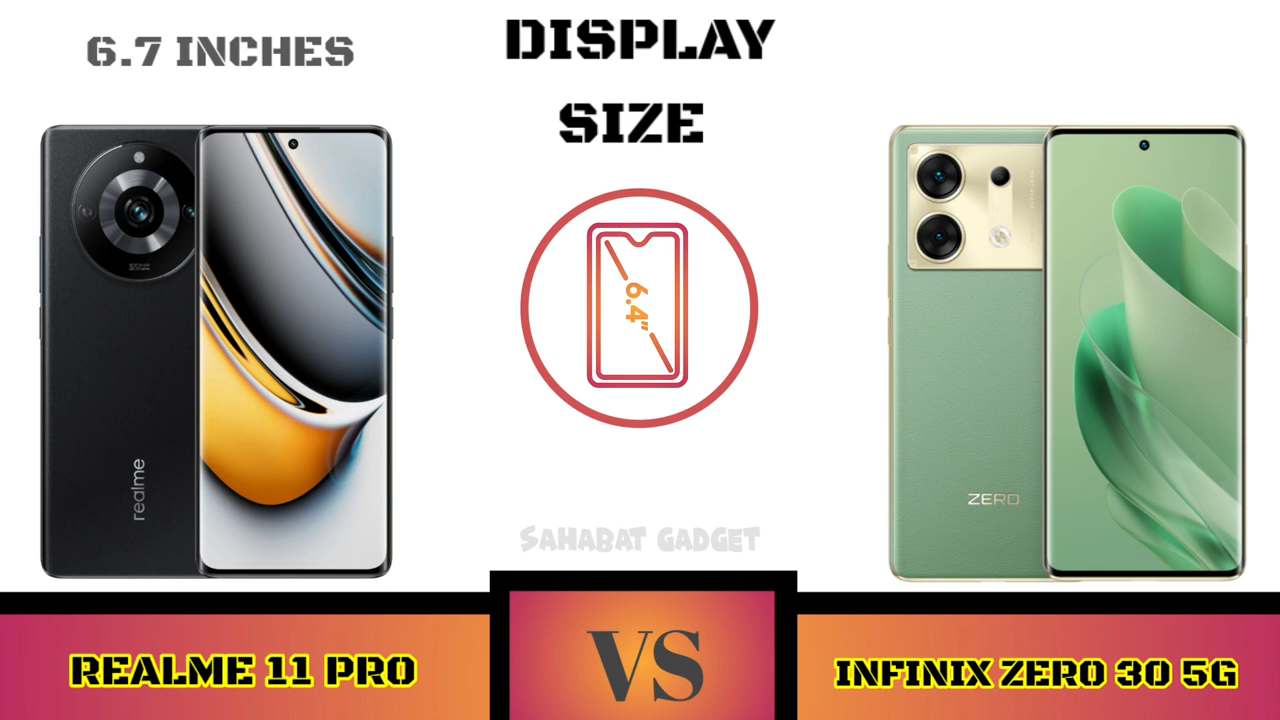 6.7 INCHES
DISPLAY
SIZE
6.4"
realme
ZERO
SAHABAT GADGET
REALME 11 PRO
VS
INFINIX ZERO 30 5G